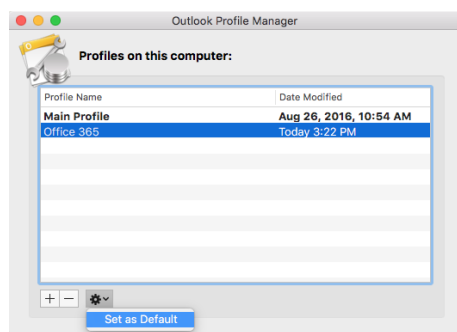 Outlook Profile Manager
Profiles on this computer:
Profile Name Date Modified
Main Profile Aug 26, 2016, 10:54 AM
Office 365 Today 3:22 PM
Set as Default